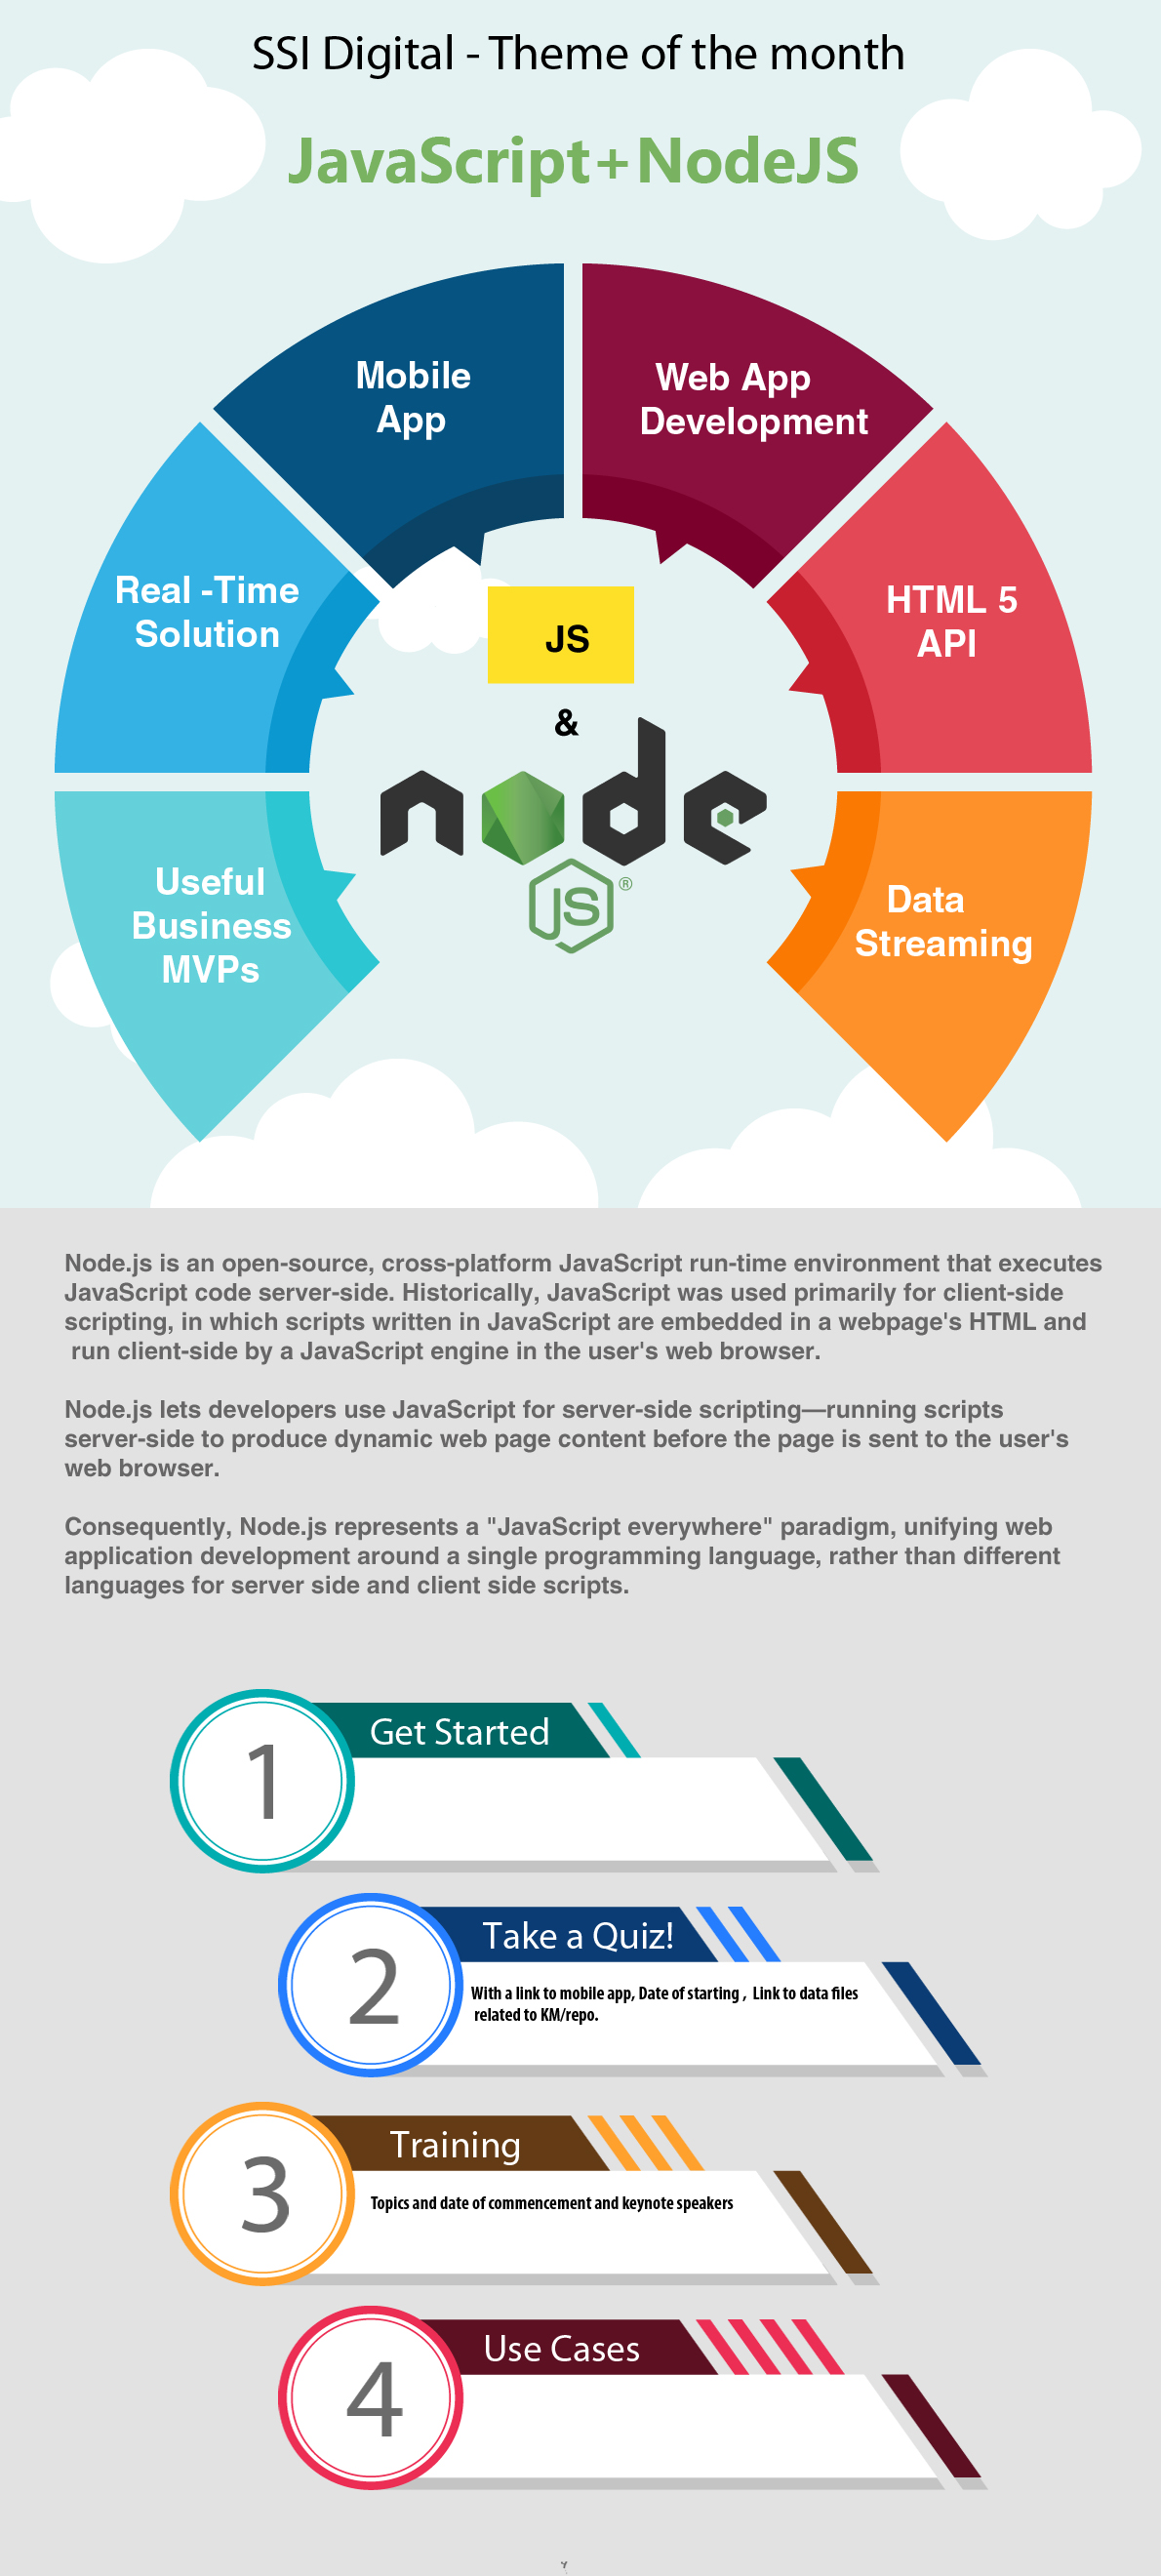 SSI Digital - Theme of the month
JavaScript+NodeJS
Mobile
App
Web App
Development
Real -Time
Solution
HTML 5
API
JS
&
node
JS®
Useful
Business
MVPs
Data
Streaming
Node.js is an open-source, cross-platform JavaScript run-time environment that executes
JavaScript code server-side. Historically, JavaScript was used primarily for client-side
scripting, in which scripts written in JavaScript are embedded in a webpage's HTML and
run client-side by a JavaScript engine in the user's web browser.
Node.js lets developers use JavaScript for server-side scripting—running scripts
server-side to produce dynamic web page content before the page is sent to the user's
web browser.
Consequently, Node.js represents a "JavaScript everywhere" paradigm, unifying web
application development around a single programming language, rather than different
languages for server side and client side scripts.
1
Get Started
2
Take a Quiz!
With a link to mobile app, Date of starting , Link to data files
related to KM/repo.
3
Training
Topics and date of commencement and keynote speakers
4
Use Cases